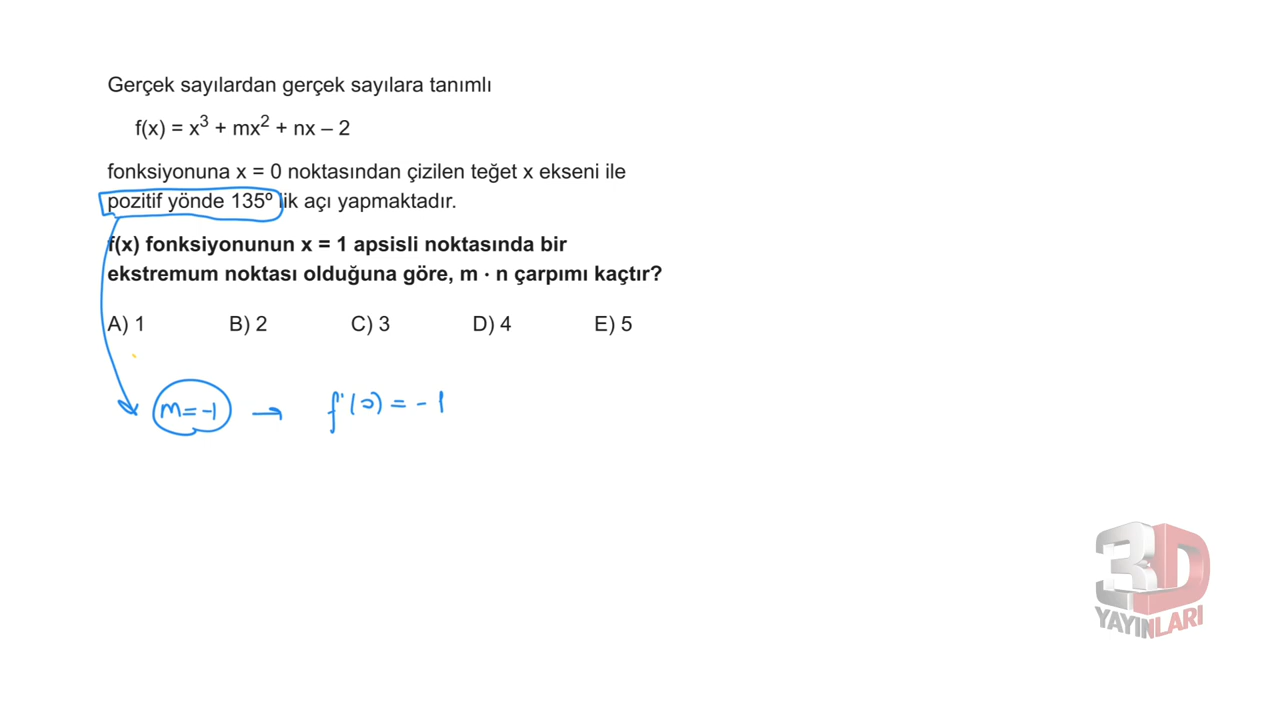 Gerçek sayılardan gerçek sayılara tanımlı
f(x) = x³ + mx² + nx – 2
fonksiyonuna x = 0 noktasından çizilen teğet x ekseni ile
pozitif yönde 135º lik açı yapmaktadır.
f(x) fonksiyonunun x = 1 apsisli noktasında bir
ekstremum noktası olduğuna göre, m · n çarpımı kaçtır?
A) 1 B) 2 C) 3 D) 4 E) 5
m=-1 → f'(0) = -1
3D
YAYINLARI